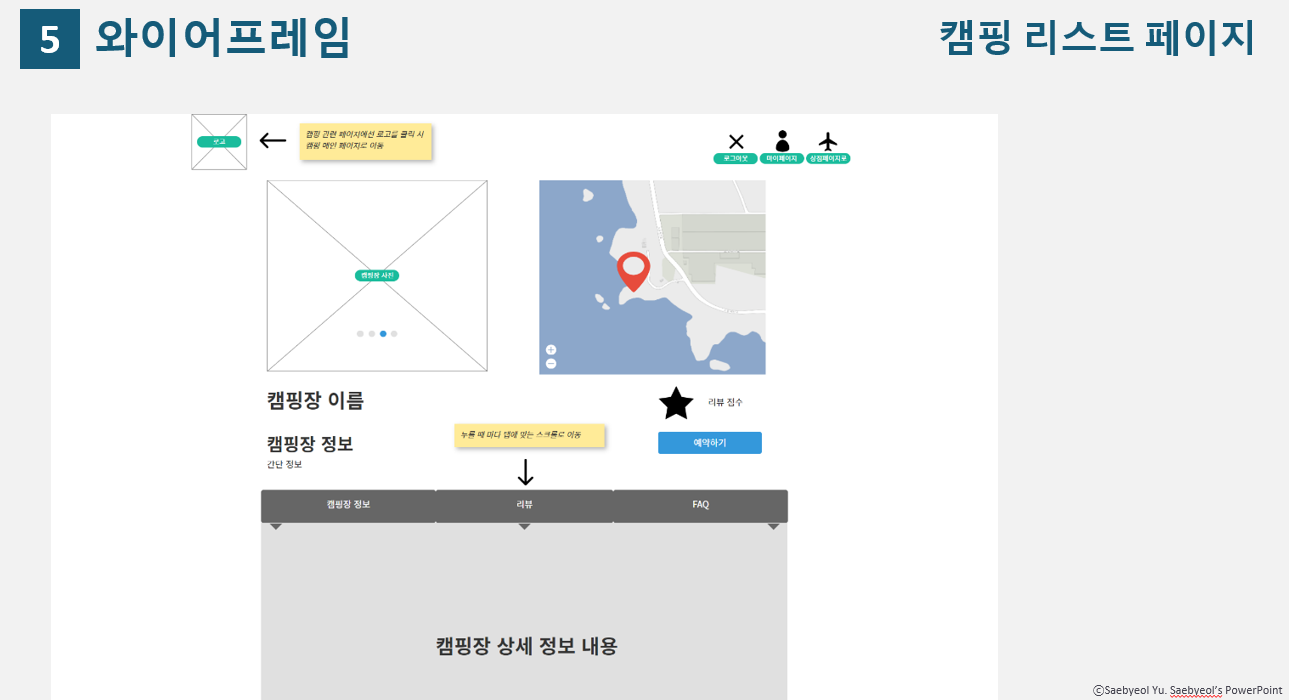 5
와이어프레임
캠핑 리스트 페이지
로고
캠핑 관련 페이지에선 로고를 클릭 시
캠핑 메인 페이지로 이동
로그아웃
마이페이지
상점페이지로
캠핑장 사진
캠핑장 이름
리뷰 점수
캠핑장 정보
간단 정보
누를 때 마다 탭에 맞는 스크롤로 이동
예약하기
캠핑장 정보
리뷰
FAQ
캠핑장 상세 정보 내용
ⓒSaebyeol Yu. Saebyeol’s PowerPoint